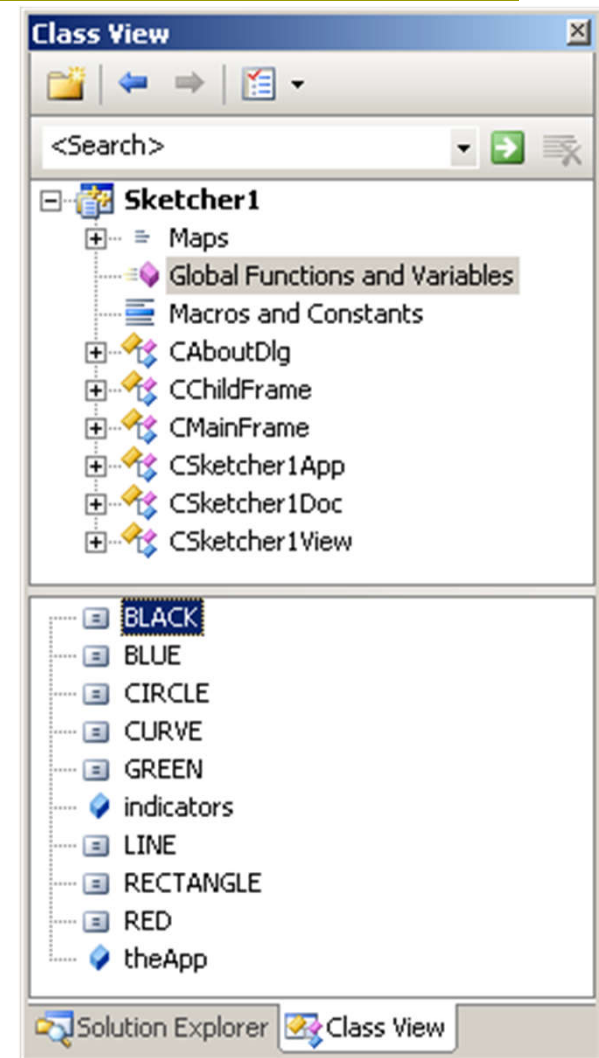 Class View
<Search>
Sketcher1
Maps
Global Functions and Variables
Macros and Constants
CAboutDlg
CChildFrame
CMainFrame
CSketcher1App
CSketcher1Doc
CSketcher1View
BLACK
BLUE
CIRCLE
CURVE
GREEN
indicators
LINE
RECTANGLE
RED
theApp
Solution Explorer Class View